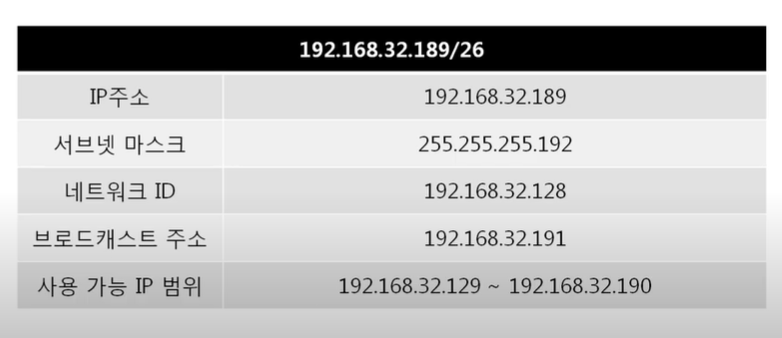 192.168.32.189/26
IP주소 192.168.32.189
서브넷 마스크 255.255.255.192
네트워크 ID 192.168.32.128
브로드캐스트 주소 192.168.32.191
사용 가능 IP 범위 192.168.32.129 ~ 192.168.32.190